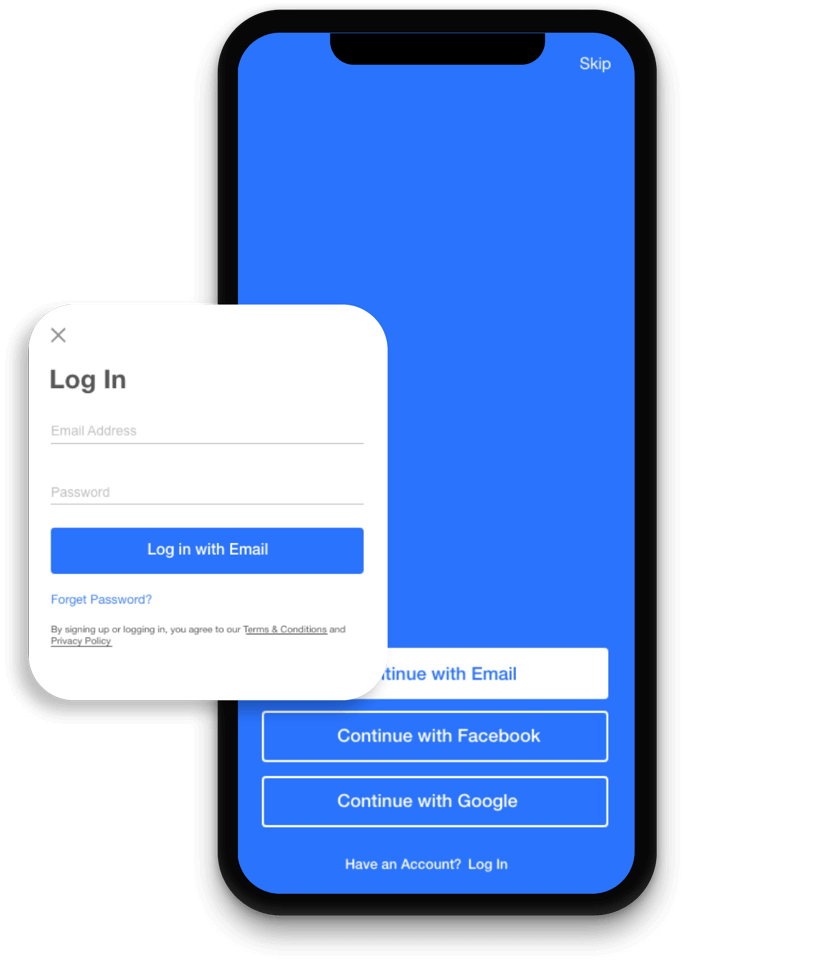 Skip
Log In
Email Address
Password
Log in with Email
Forget Password?
By signing up or logging in, you agree to our Terms & Conditions and
Privacy Policy
tinue with Email
Continue with Facebook
Continue with Google
Have an Account? Log In